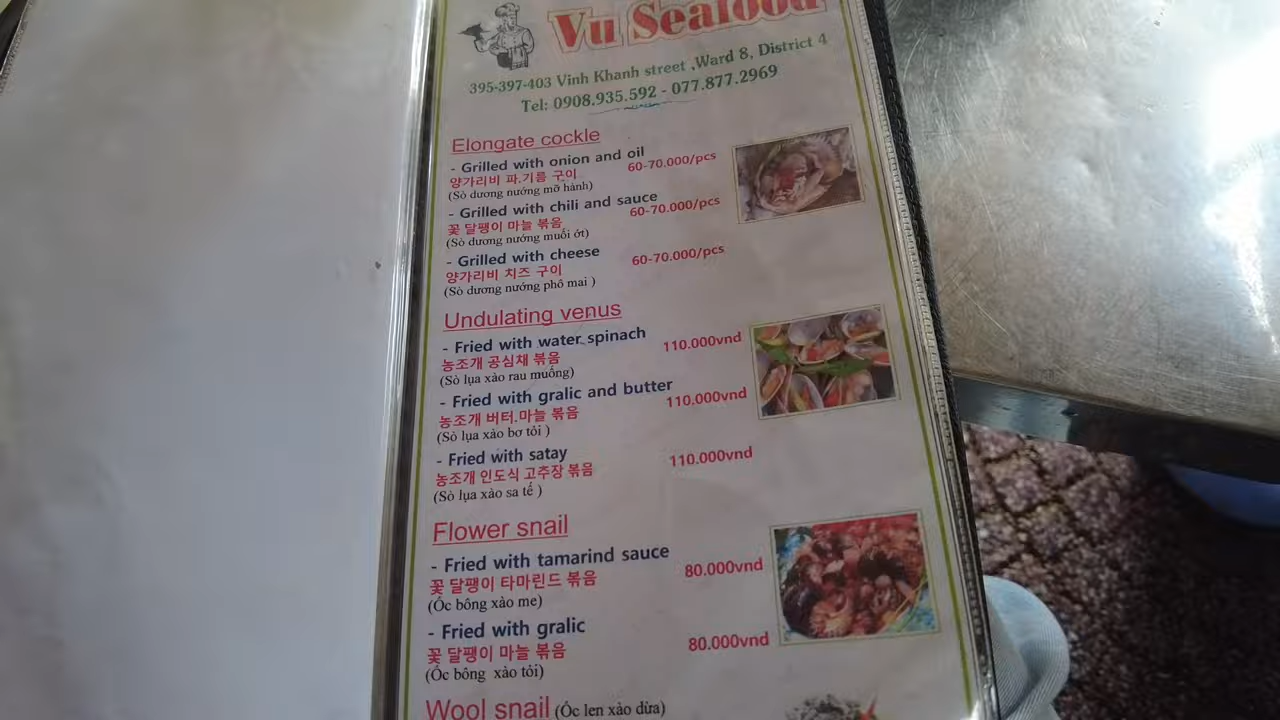 Vu Seafood
395-397-403 Vinh Khanh street ,Ward 8, District 4
Tel: 0908.935.592 - 077.877.2969
Elongate cockle
- Grilled with onion and oil 60-70.000/pcs
양가리비 파.기름 구이
(Sò dương nướng mỡ hành)
- Grilled with chili and sauce 60-70.000/pcs
꽃 달팽이 마늘 볶음
(Sò dương nướng muối ớt)
- Grilled with cheese 60-70.000/pcs
양가리비 치즈 구이
(Sò dương nướng phô mai )
Undulating venus
- Fried with water spinach 110.000vnd
농조개 공심채 볶음
(Sò lụa xào rau muống)
- Fried with gralic and butter 110.000vnd
농조개 버터.마늘 볶음
(Sò lụa xào bơ tỏi )
- Fried with satay 110.000vnd
농조개 인도식 고추장 볶음
(Sò lụa xào sa tế )
Flower snail
- Fried with tamarind sauce 80.000vnd
꽃 달팽이 타마린드 볶음
(Óc bông xào me)
- Fried with gralic 80.000vnd
꽃 달팽이 마늘 볶음
(Óc bông xào tỏi)
Wool snail (Óc len xào dừa)